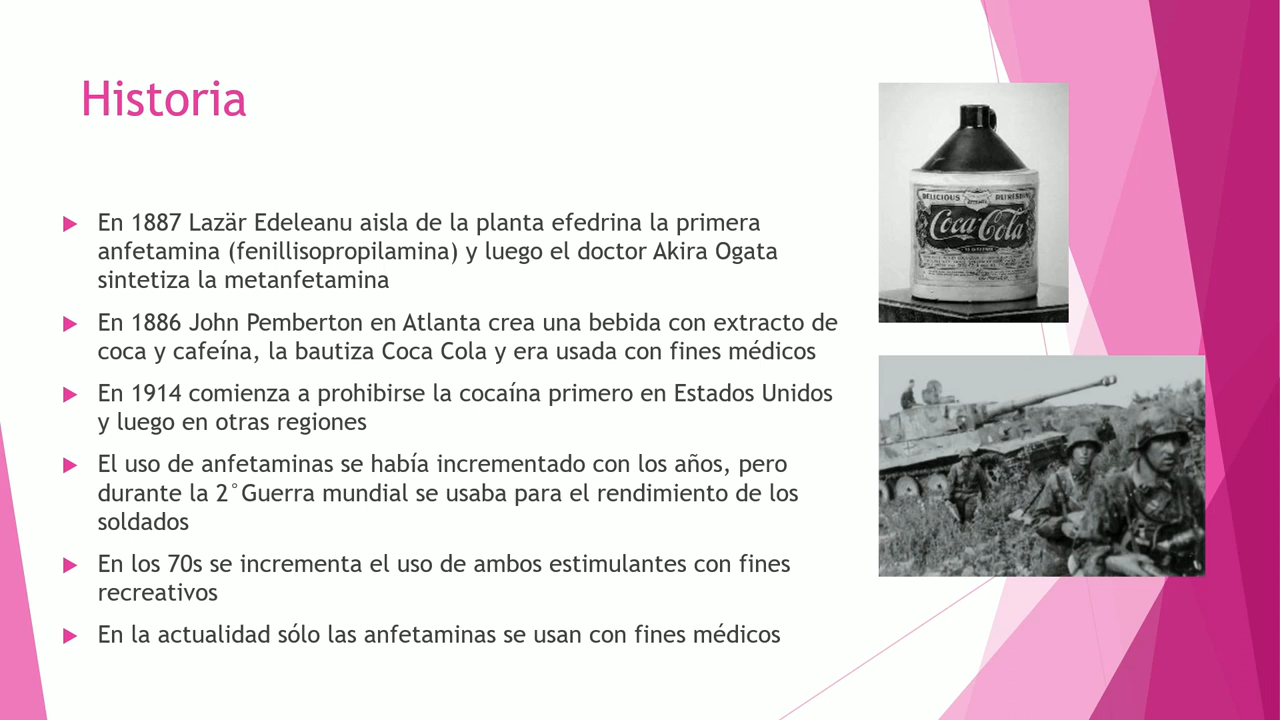 Historia
En 1887 Lazär Edeleanu aisla de la planta efedrina la primera
anfetamina (fenillisopropilamina) y luego el doctor Akira Ogata
sintetiza la metanfetamina
En 1886 John Pemberton en Atlanta crea una bebida con extracto de
coca y cafeína, la bautiza Coca Cola y era usada con fines médicos
En 1914 comienza a prohibirse la cocaína primero en Estados Unidos
y luego en otras regiones
El uso de anfetaminas se había incrementado con los años, pero
durante la 2°Guerra mundial se usaba para el rendimiento de los
soldados
En los 70s se incrementa el uso de ambos estimulantes con fines
recreativos
En la actualidad sólo las anfetaminas se usan con fines médicos
DELICIOUS REFRESHING
Coca-Cola